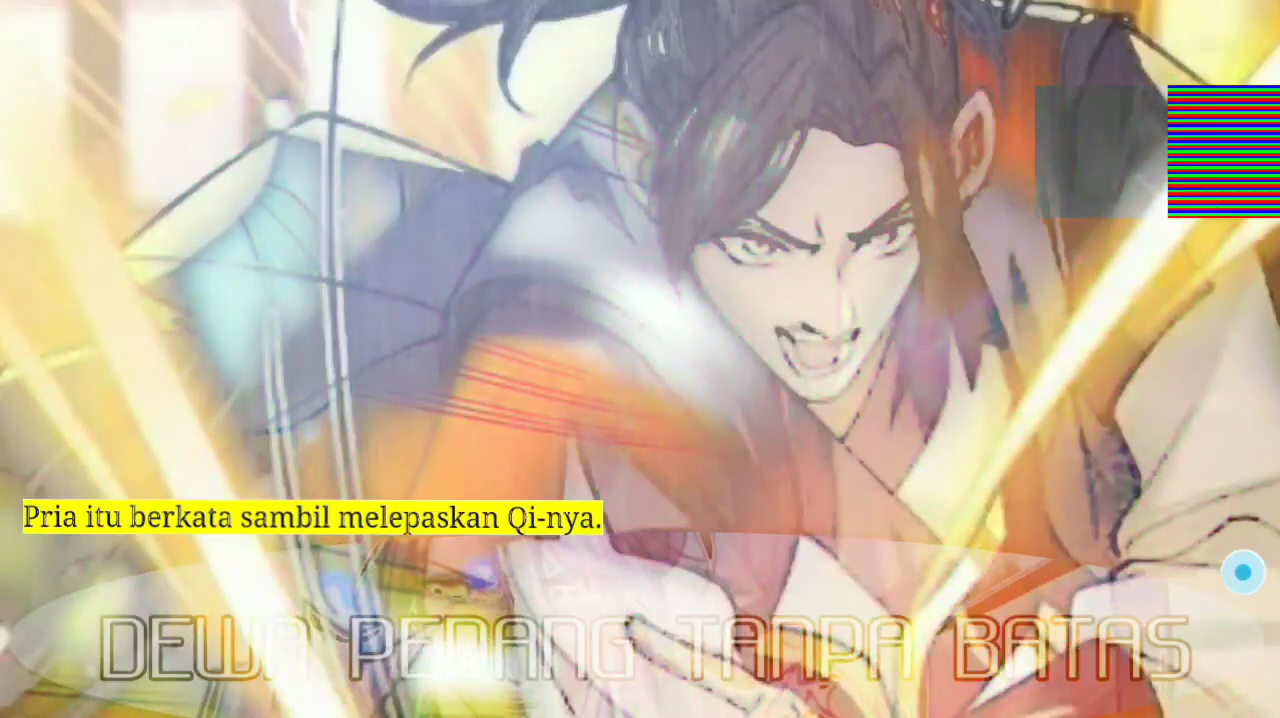 Pria itu berkata sambil melepaskan Qi-nya.
DEWA PEDANG TANPA BATAS